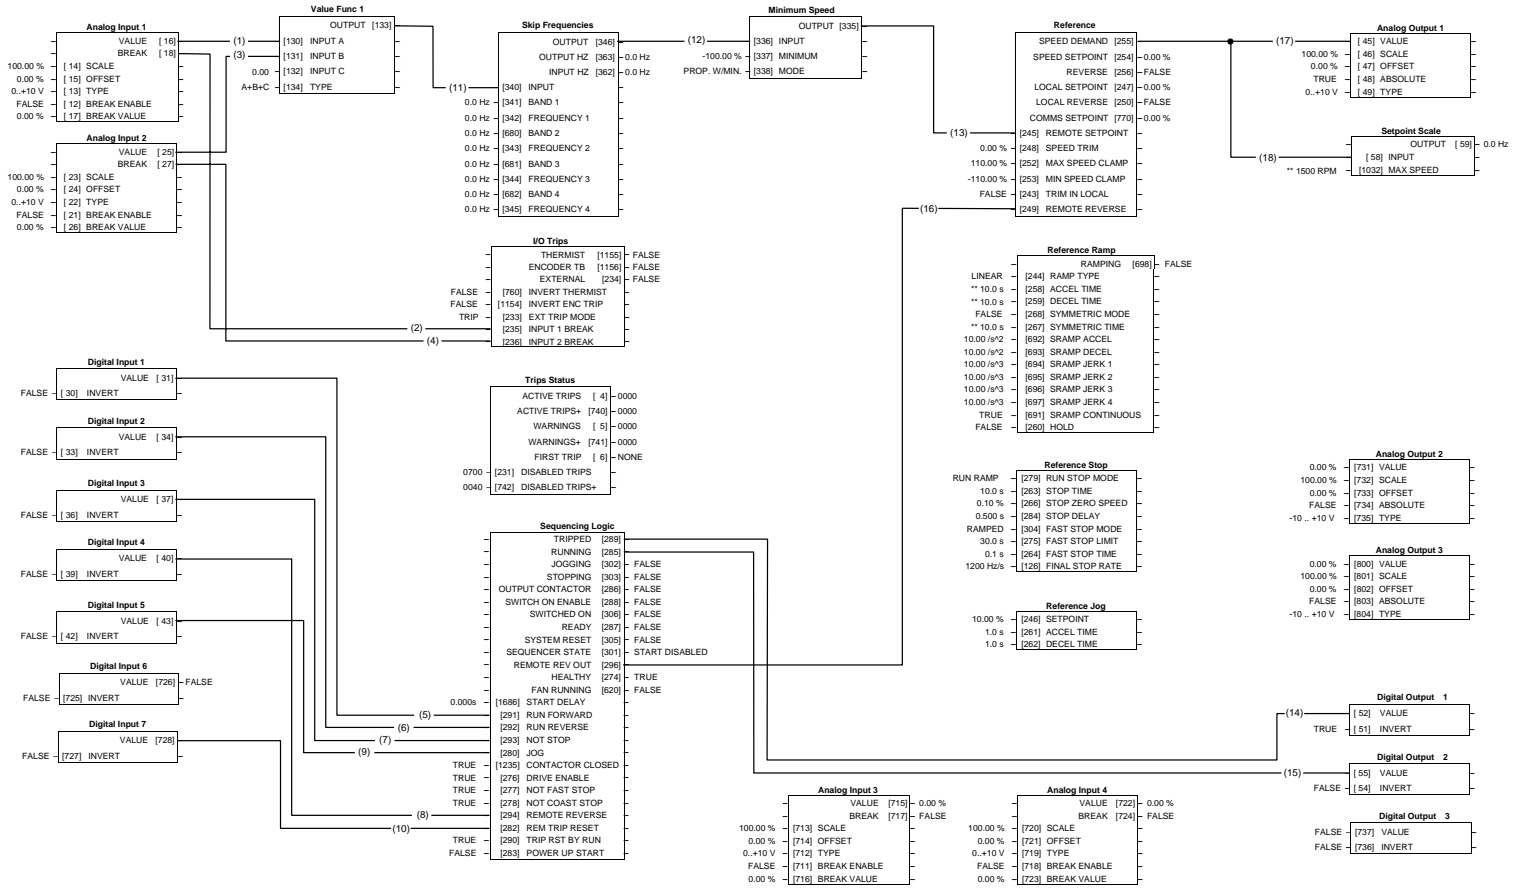 Analog Input 1
VALUE [ 16]
BREAK [ 18]
100.00 % [ 14] SCALE
0.00 % [ 15] OFFSET
0..+10 V [ 13] TYPE
FALSE [ 12] BREAK ENABLE
0.00 % [ 17] BREAK VALUE
Analog Input 2
VALUE [ 25]
BREAK [ 27]
100.00 % [ 23] SCALE
0.00 % [ 24] OFFSET
0..+10 V [ 22] TYPE
FALSE [ 21] BREAK ENABLE
0.00 % [ 26] BREAK VALUE
(1)
(3)
Value Func 1
OUTPUT [133]
[130] INPUT A
[131] INPUT B
0.00 [132] INPUT C
A+B+C [134] TYPE
(11)
Skip Frequencies
OUTPUT [346]
OUTPUT HZ [363] 0.0 Hz
INPUT HZ [362] 0.0 Hz
[340] INPUT
0.0 Hz [341] BAND 1
0.0 Hz [342] FREQUENCY 1
0.0 Hz [680] BAND 2
0.0 Hz [343] FREQUENCY 2
0.0 Hz [681] BAND 3
0.0 Hz [344] FREQUENCY 3
0.0 Hz [682] BAND 4
0.0 Hz [345] FREQUENCY 4
(12)
Minimum Speed
OUTPUT [335]
[336] INPUT
-100.00 % [337] MINIMUM
PROP. W/MIN. [338] MODE
(13)
(16)
Reference
SPEED DEMAND [255]
SPEED SETPOINT [254] 0.00 %
REVERSE [256] FALSE
LOCAL SETPOINT [247] 0.00 %
LOCAL REVERSE [250] FALSE
COMMS SETPOINT [770] 0.00 %
[245] REMOTE SETPOINT
0.00 % [248] SPEED TRIM
110.00 % [252] MAX SPEED CLAMP
-110.00 % [253] MIN SPEED CLAMP
FALSE [243] TRIM IN LOCAL
[249] REMOTE REVERSE
(17)
(18)
Analog Output 1
[ 45] VALUE
100.00 % [ 46] SCALE
0.00 % [ 47] OFFSET
TRUE [ 48] ABSOLUTE
0..+10 V [ 49] TYPE
Setpoint Scale
OUTPUT [ 59] 0.0 Hz
[ 58] INPUT
** 1500 RPM [1032] MAX SPEED
I/O Trips
THERMIST [1155] FALSE
ENCODER TB [1156] FALSE
EXTERNAL [234] FALSE
FALSE [760] INVERT THERMIST
FALSE [1154] INVERT ENC TRIP
TRIP [233] EXT TRIP MODE
(2) [235] INPUT 1 BREAK
(4) [236] INPUT 2 BREAK
Reference Ramp
RAMPING [698] FALSE
LINEAR [244] RAMP TYPE
** 10.0 s [258] ACCEL TIME
** 10.0 s [259] DECEL TIME
FALSE [268] SYMMETRIC MODE
** 10.0 s [267] SYMMETRIC TIME
10.00 /s^2 [692] SRAMP ACCEL
10.00 /s^2 [693] SRAMP DECEL
10.00 /s^3 [694] SRAMP JERK 1
10.00 /s^3 [695] SRAMP JERK 2
10.00 /s^3 [696] SRAMP JERK 3
10.00 /s^3 [697] SRAMP JERK 4
TRUE [691] SRAMP CONTINUOUS
FALSE [260] HOLD
Digital Input 1
VALUE [ 31]
FALSE [ 30] INVERT
Digital Input 2
VALUE [ 34]
FALSE [ 33] INVERT
Digital Input 3
VALUE [ 37]
FALSE [ 36] INVERT
Digital Input 4
VALUE [ 40]
FALSE [ 39] INVERT
Digital Input 5
VALUE [ 43]
FALSE [ 42] INVERT
Digital Input 6
VALUE [726] FALSE
FALSE [725] INVERT
Digital Input 7
VALUE [728]
FALSE [727] INVERT
Trips Status
ACTIVE TRIPS [ 4] 0000
ACTIVE TRIPS+ [740] 0000
WARNINGS [ 5] 0000
WARNINGS+ [741] 0000
FIRST TRIP [ 6] NONE
0700 [231] DISABLED TRIPS
0040 [742] DISABLED TRIPS+
Sequencing Logic
TRIPPED [289]
RUNNING [285]
JOGGING [302] FALSE
STOPPING [303] FALSE
OUTPUT CONTACTOR [286] FALSE
SWITCH ON ENABLE [288] FALSE
SWITCHED ON [306] FALSE
READY [287] FALSE
SYSTEM RESET [305] FALSE
SEQUENCER STATE [301] START DISABLED
REMOTE REV OUT [296]
HEALTHY [274] TRUE
FAN RUNNING [620] FALSE
0.000s [1686] START DELAY
(5) [291] RUN FORWARD
(6) [292] RUN REVERSE
(7) [293] NOT STOP
(9) [280] JOG
TRUE [1235] CONTACTOR CLOSED
TRUE [276] DRIVE ENABLE
TRUE [277] NOT FAST STOP
TRUE [278] NOT COAST STOP
(8) [294] REMOTE REVERSE
(10) [282] REM TRIP RESET
TRUE [290] TRIP RST BY RUN
FALSE [283] POWER UP START
Reference Stop
RUN RAMP [279] RUN STOP MODE
10.0 s [263] STOP TIME
0.10 % [266] STOP ZERO SPEED
0.500 s [284] STOP DELAY
RAMPED [304] FAST STOP MODE
30.0 s [275] FAST STOP LIMIT
0.1 s [264] FAST STOP TIME
1200 Hz/s [126] FINAL STOP RATE
Reference Jog
10.00 % [246] SETPOINT
1.0 s [261] ACCEL TIME
1.0 s [262] DECEL TIME
Analog Output 2
0.00 % [731] VALUE
100.00 % [732] SCALE
0.00 % [733] OFFSET
FALSE [734] ABSOLUTE
-10 .. +10 V [735] TYPE
Analog Output 3
0.00 % [800] VALUE
100.00 % [801] SCALE
0.00 % [802] OFFSET
FALSE [803] ABSOLUTE
-10 .. +10 V [804] TYPE
Digital Output 1
(14) [ 52] VALUE
TRUE [ 51] INVERT
Digital Output 2
(15) [ 55] VALUE
FALSE [ 54] INVERT
Digital Output 3
FALSE [737] VALUE
FALSE [736] INVERT
Analog Input 3
VALUE [715] 0.00 %
BREAK [717] FALSE
100.00 % [713] SCALE
0.00 % [714] OFFSET
0..+10 V [712] TYPE
FALSE [711] BREAK ENABLE
0.00 % [716] BREAK VALUE
Analog Input 4
VALUE [722] 0.00 %
BREAK [724] FALSE
100.00 % [720] SCALE
0.00 % [721] OFFSET
0..+10 V [719] TYPE
FALSE [718] BREAK ENABLE
0.00 % [723] BREAK VALUE